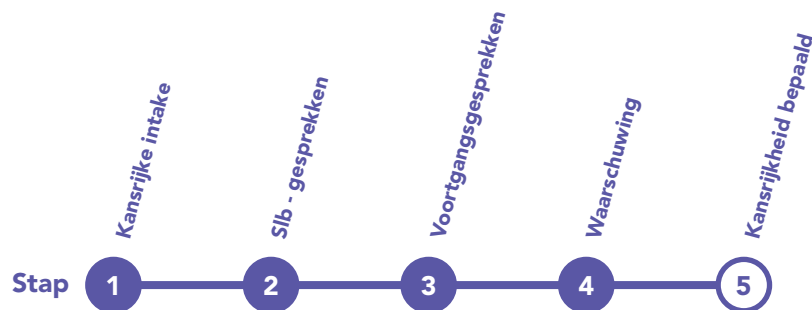 Kansrijke intake
Slb - gesprekken
Voortgangsgesprekken
Waarschuwing
Kansrijkheid bepaald
Stap 1 2 3 4 5